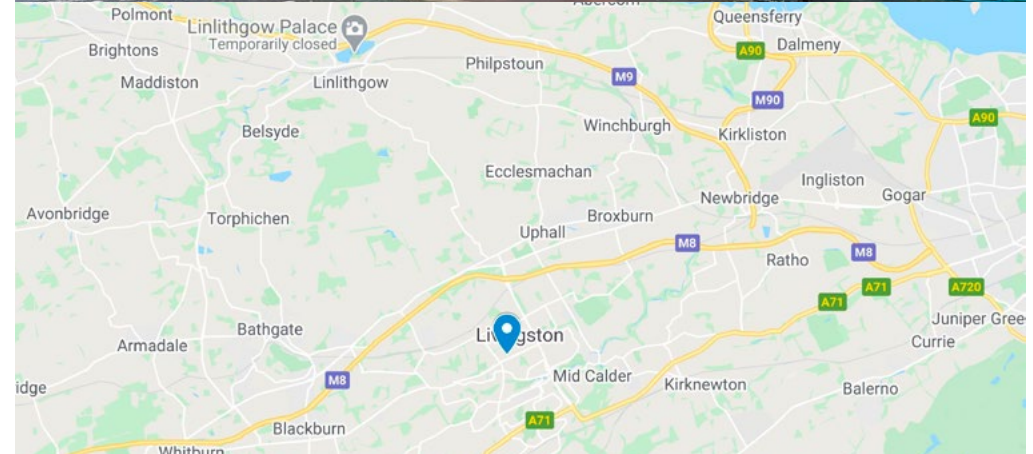 Polmont
Linlithgow Palace
Temporarily closed
Queensferry
A90
Dalmeny
Brightons
Philpstoun
Maddiston
Linlithgow
M9
M90
A90
Belsyde
Winchburgh
Kirkliston
Ecclesmachan
Ingliston
Newbridge
Gogar
Avonbridge
Torphichen
Broxburn
Uphall
M8
M8
Ratho
A71
A71
A720
Juniper Gree
Bathgate
Armadale
Currie
M8
Mid Calder
Kirknewton
Balerno
idge
A71
Blackburn
Whitburn